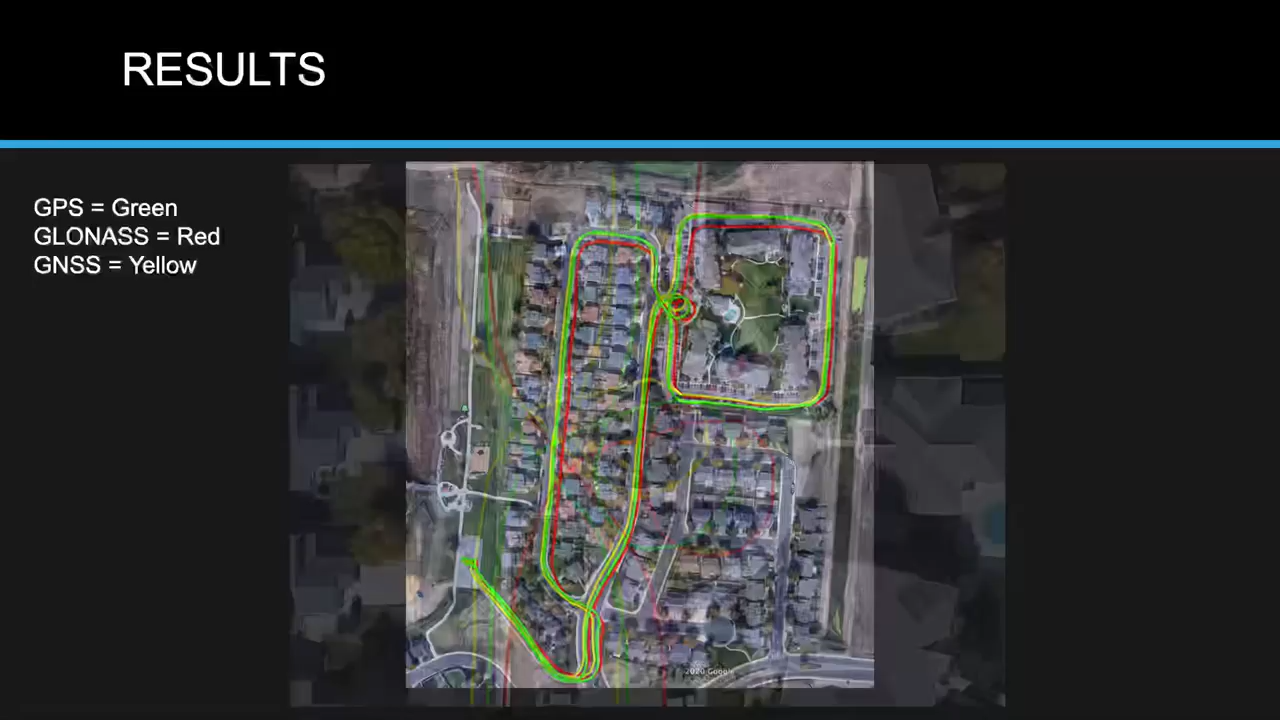 RESULTS
GPS = Green
GLONASS = Red
GNSS = Yellow
2020 Google